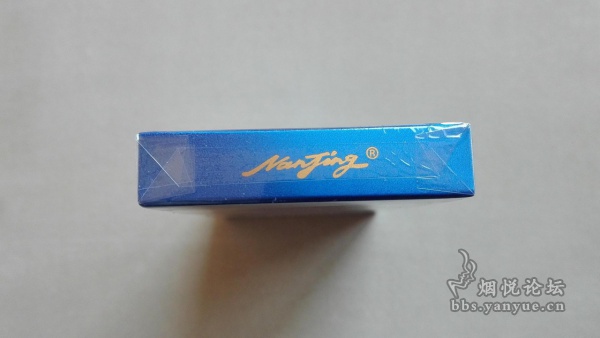 NanJing ®
烟悦论坛
bbs.yanyue.cn